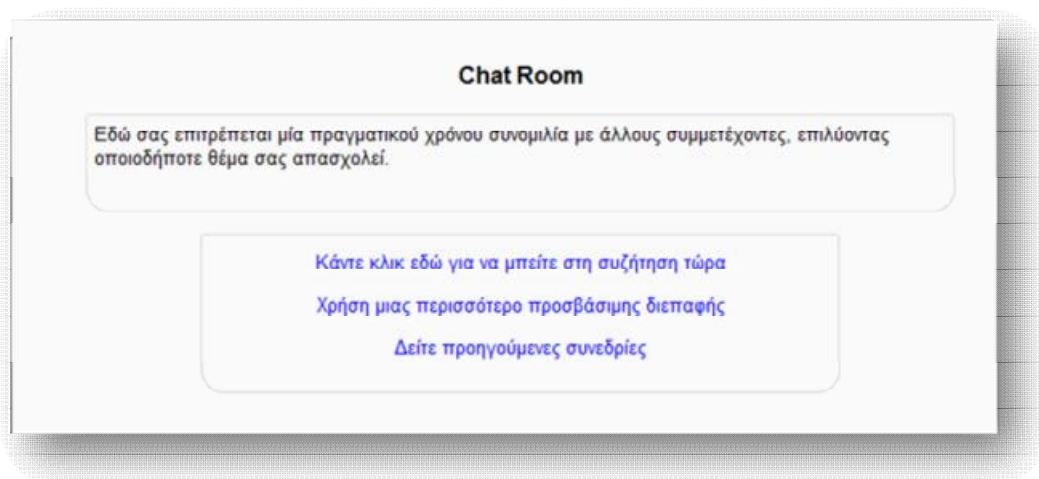 Chat Room
Εδώ σας επιτρέπεται μία πραγματικού χρόνου συνομιλία με άλλους συμμετέχοντες, επιλύοντας
οποιοδήποτε θέμα σας απασχολεί.
Κάντε κλικ εδώ για να μπείτε στη συζήτηση τώρα
Χρήση μιας περισσότερο προσβάσιμης διεπαφής
Δείτε προηγούμενες συνεδρίες